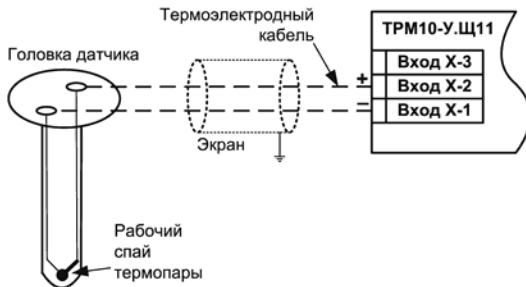 Термоэлектродный
кабель
ТРМ10-У.Щ11
Головка датчика
Вход Х-3
+
Вход Х-2
–
Вход Х-1
Экран
Рабочий
спай
термопары